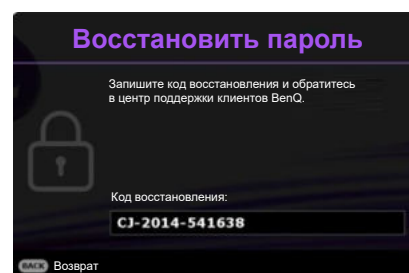 Восстановить пароль
Запишите код восстановления и обратитесь
в центр поддержки клиентов BenQ.
Код восстановления:
CJ-2014-541638
BACK Возврат